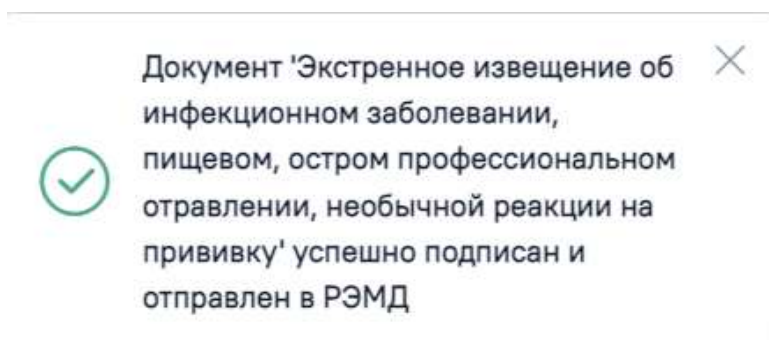 Документ 'Экстренное извещение об
инфекционном заболевании,
пищевом, остром профессиональном
отравлении, необычной реакции на
прививку' успешно подписан и
отправлен в РЭМД